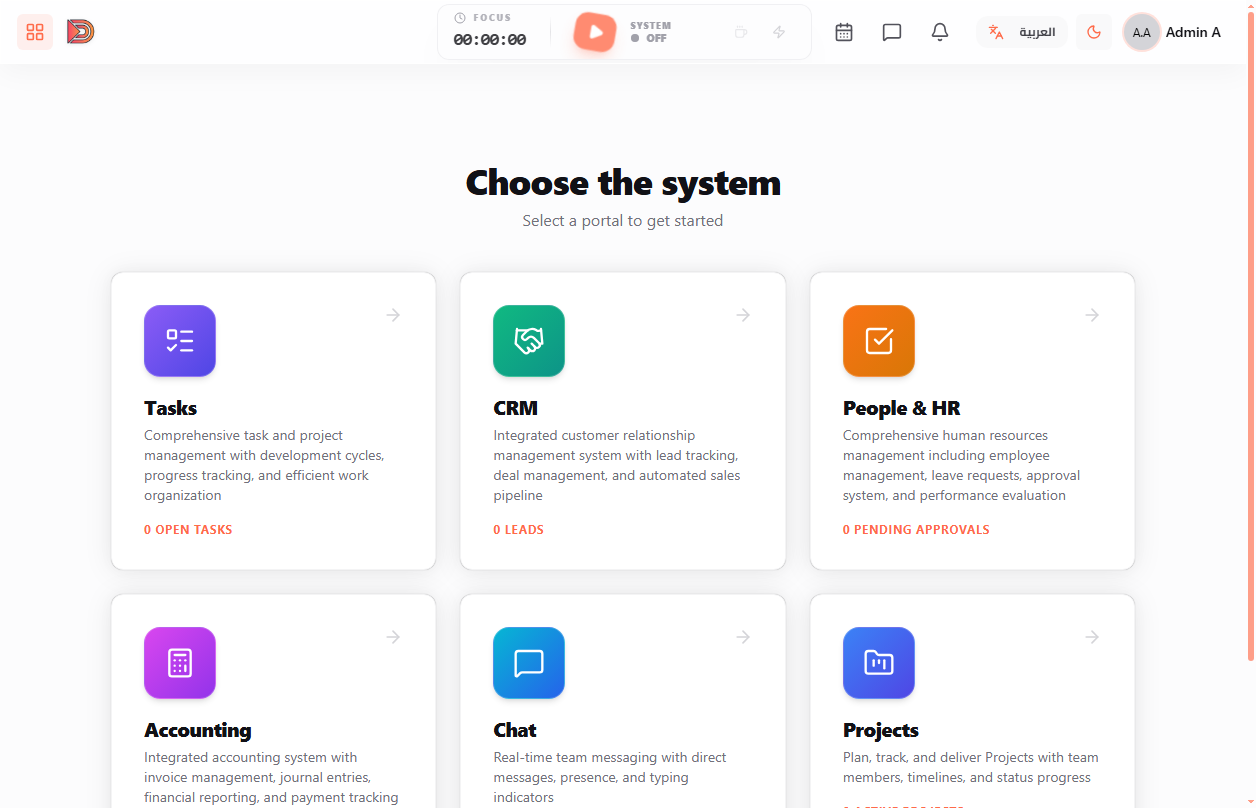 FOCUS
00:00:00
SYSTEM
OFF
العربية
A.A
Admin A
Choose the system
Select a portal to get started
Tasks
Comprehensive task and project
management with development cycles,
progress tracking, and efficient work
organization
0 OPEN TASKS
CRM
Integrated customer relationship
management system with lead tracking,
deal management, and automated sales
pipeline
0 LEADS
People & HR
Comprehensive human resources
management including employee
management, leave requests, approval
system, and performance evaluation
0 PENDING APPROVALS
Accounting
Integrated accounting system with
invoice management, journal entries,
financial reporting, and payment tracking
Chat
Real-time team messaging with direct
messages, presence, and typing
indicators
Projects
Plan, track, and deliver Projects with team
members, timelines, and status progress